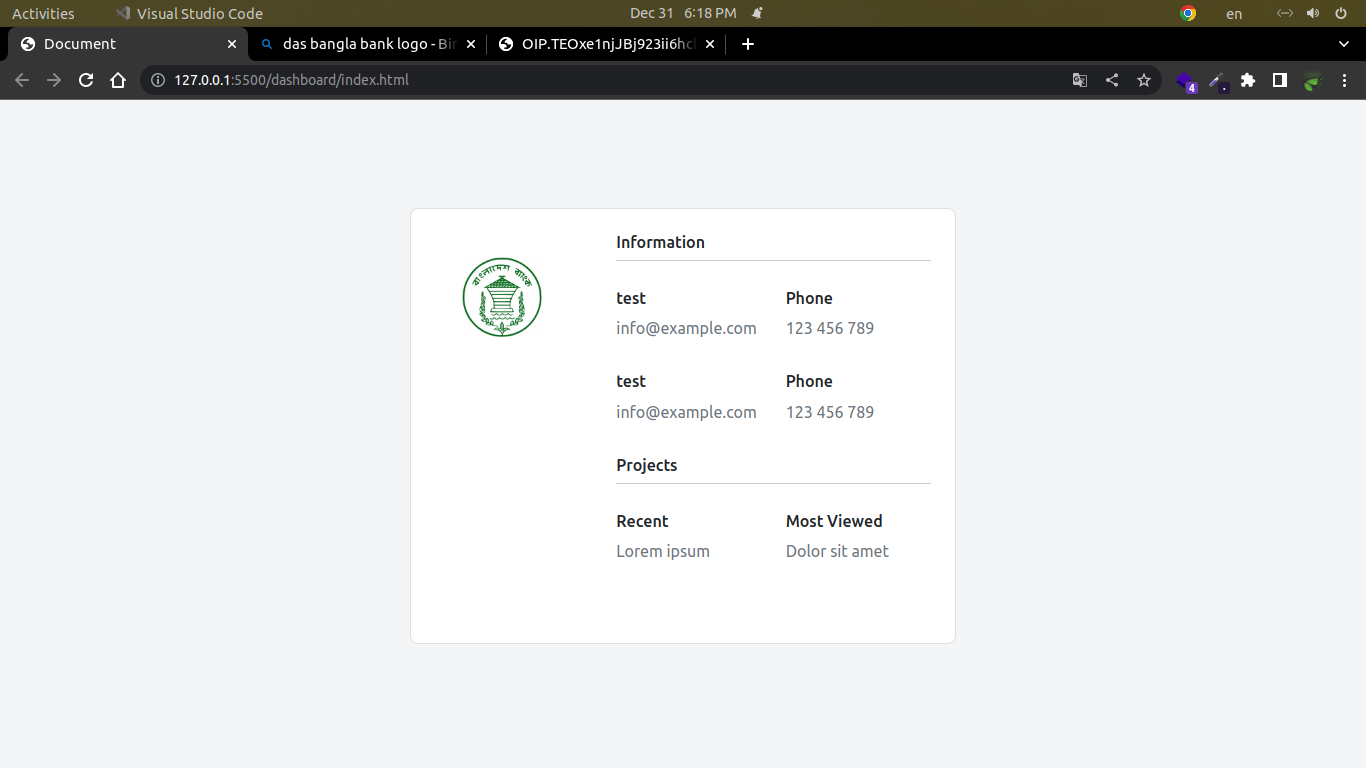 Activities Visual Studio Code Dec 31 6:18 PM en
Document das bangla bank logo - Bin OIP.TEOxe1njJBj923ii6hcl
127.0.0.1:5500/dashboard/index.html 4
বাংলাদেশ ব্যাংক
Information
test Phone
info@example.com 123 456 789
test Phone
info@example.com 123 456 789
Projects
Recent Most Viewed
Lorem ipsum Dolor sit amet